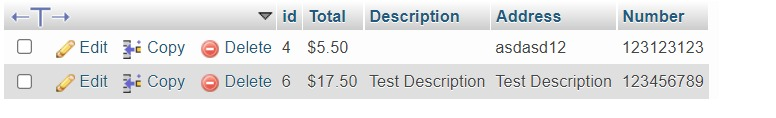 id Total Description Address Number
Edit Copy Delete 4 $5.50 asdasd12 123123123
Edit Copy Delete 6 $17.50 Test Description Test Description 123456789